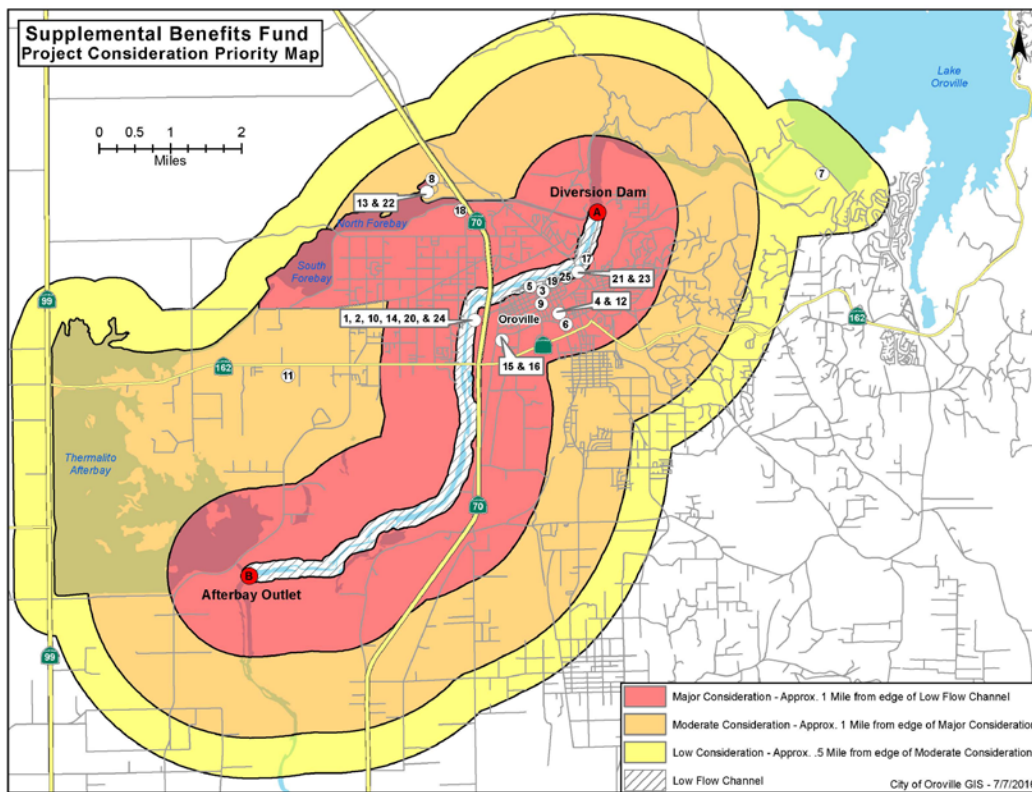 Supplemental Benefits Fund
Project Consideration Priority Map
0 0.5 1 2
Miles
Lake
Oroville
7
8
13 & 22
Diversion Dam
A
18
North Forebay
70
17
South
Forebay
25
21 & 23
19
5
3
99
4 & 12
9
1, 2, 10, 14, 20, & 24
Oroville
6
162
162
15 & 16
11
Thermalito
Afterbay
70
B
Afterbay Outlet
99
Major Consideration - Approx. 1 Mile from edge of Low Flow Channel
Moderate Consideration - Approx. 1 Mile from edge of Major Consideration
Low Consideration - Approx. .5 Mile from edge of Moderate Consideration
Low Flow Channel
City of Oroville GIS - 7/7/2016